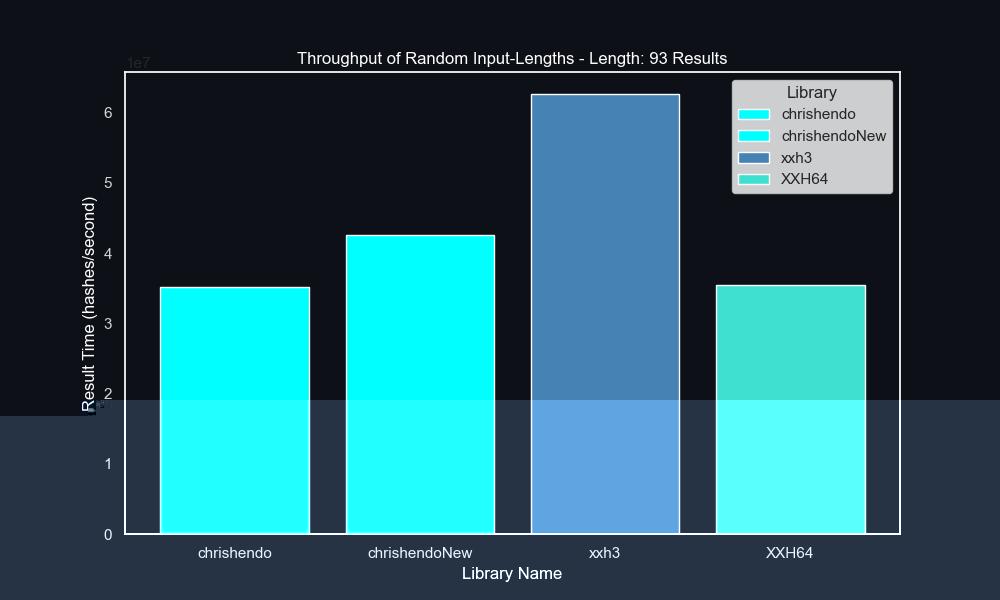 Throughput of Random Input-Lengths - Length: 93 Results
1e7
6
5
4
3
2
1
0
Result Time (hashes/second)
Library
chrishendo
chrishendoNew
xxh3
XXH64
chrishendo chrishendoNew xxh3 XXH64
Library Name